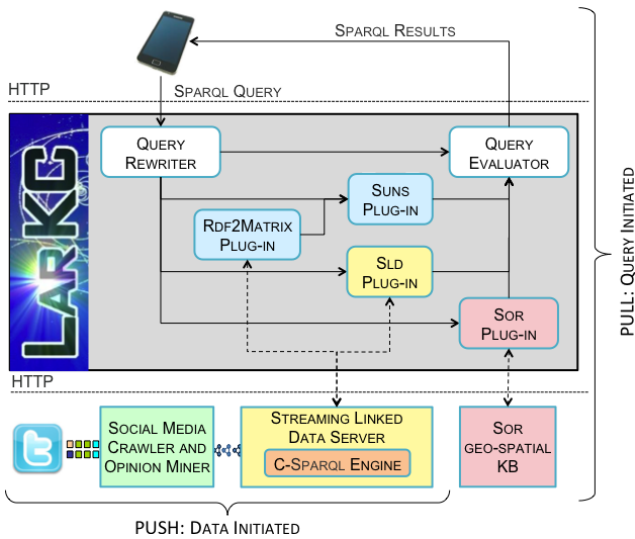 SPARQL RESULTS
HTTP
SPARQL QUERY
LARKC
QUERY
REWRITER
QUERY
EVALUATOR
SUNS
PLUG-IN
RDF2MATRIX
PLUG-IN
SLD
PLUG-IN
SOR
PLUG-IN
PULL: QUERY INITIATED
HTTP
SOCIAL MEDIA
CRAWLER AND
OPINION MINER
STREAMING LINKED
DATA SERVER
C-SPARQL ENGINE
SOR
GEO-SPATIAL
KB
PUSH: DATA INITIATED